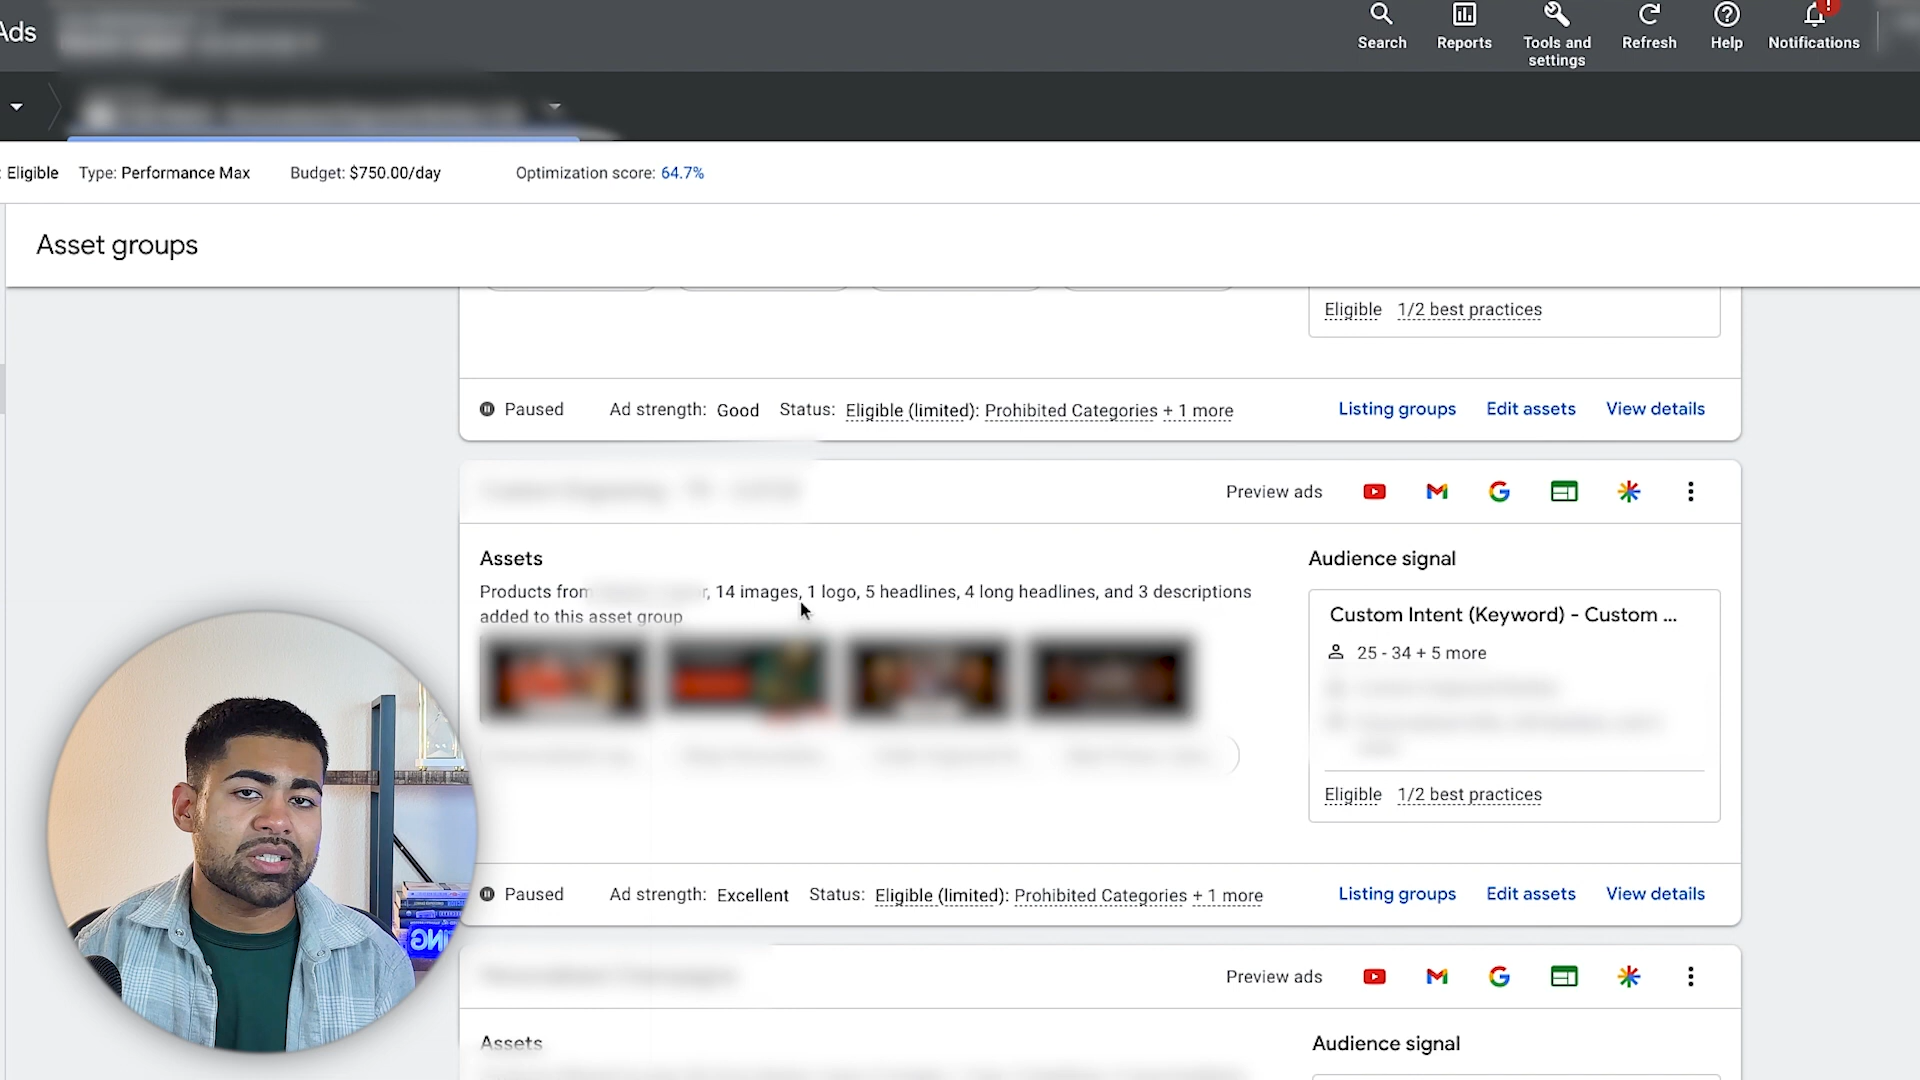 Ads
Search
Reports
Tools and
settings
Refresh
Help
!
Notifications
: Eligible
Type: Performance Max
Budget: $750.00/day
Optimization score: 64.7%
Asset groups
Eligible
1/2 best practices
Paused
Ad strength: Good
Status: Eligible (limited): Prohibited Categories + 1 more
Listing groups
Edit assets
View details
Preview ads
Assets
Products from
, 14 images, 1 logo, 5 headlines, 4 long headlines, and 3 descriptions
added to this asset group
Audience signal
Custom Intent (Keyword) - Custom ...
25 - 34 + 5 more
Eligible
1/2 best practices
Paused
Ad strength: Excellent
Status: Eligible (limited): Prohibited Categories + 1 more
Listing groups
Edit assets
View details
Preview ads
Assets
Audience signal